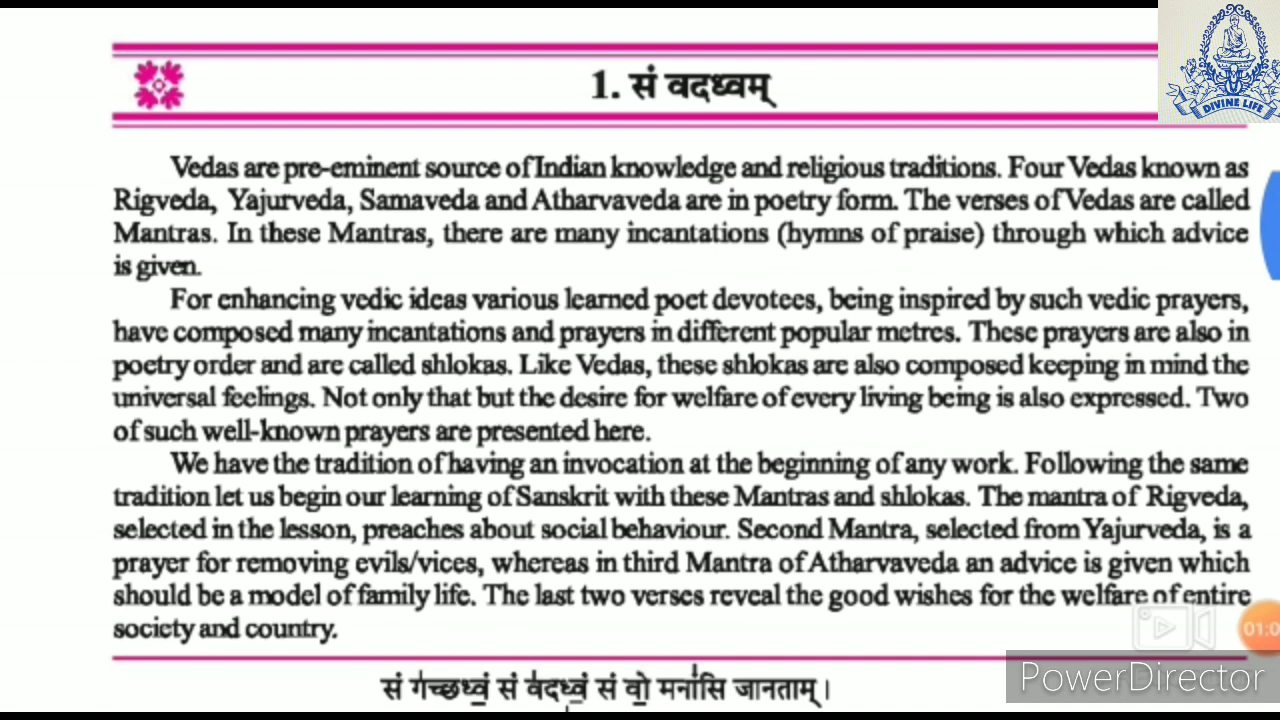 DIVINE LIFE
1. सं वदध्वम्
Vedas are pre-eminent source of Indian knowledge and religious traditions. Four Vedas known as
Rigveda, Yajurveda, Samaveda and Atharvaveda are in poetry form. The verses of Vedas are called
Mantras. In these Mantras, there are many incantations (hymns of praise) through which advice
is given.
For enhancing vedic ideas various learned poet devotees, being inspired by such vedic prayers,
have composed many incantations and prayers in different popular metres. These prayers are also in
poetry order and are called shlokas. Like Vedas, these shlokas are also composed keeping in mind the
universal feelings. Not only that but the desire for welfare of every living being is also expressed. Two
of such well-known prayers are presented here.
We have the tradition of having an invocation at the beginning of any work. Following the same
tradition let us begin our learning of Sanskrit with these Mantras and shlokas. The mantra of Rigveda,
selected in the lesson, preaches about social behaviour. Second Mantra, selected from Yajurveda, is a
prayer for removing evils/vices, whereas in third Mantra of Atharvaveda an advice is given which
should be a model of family life. The last two verses reveal the good wishes for the welfare of entire
society and country.
01:0
सं ग॑च्छध्वं॒ सं व॑दध्वं॒ सं वो॒ मनां॑सि जानताम्।
PowerDirector